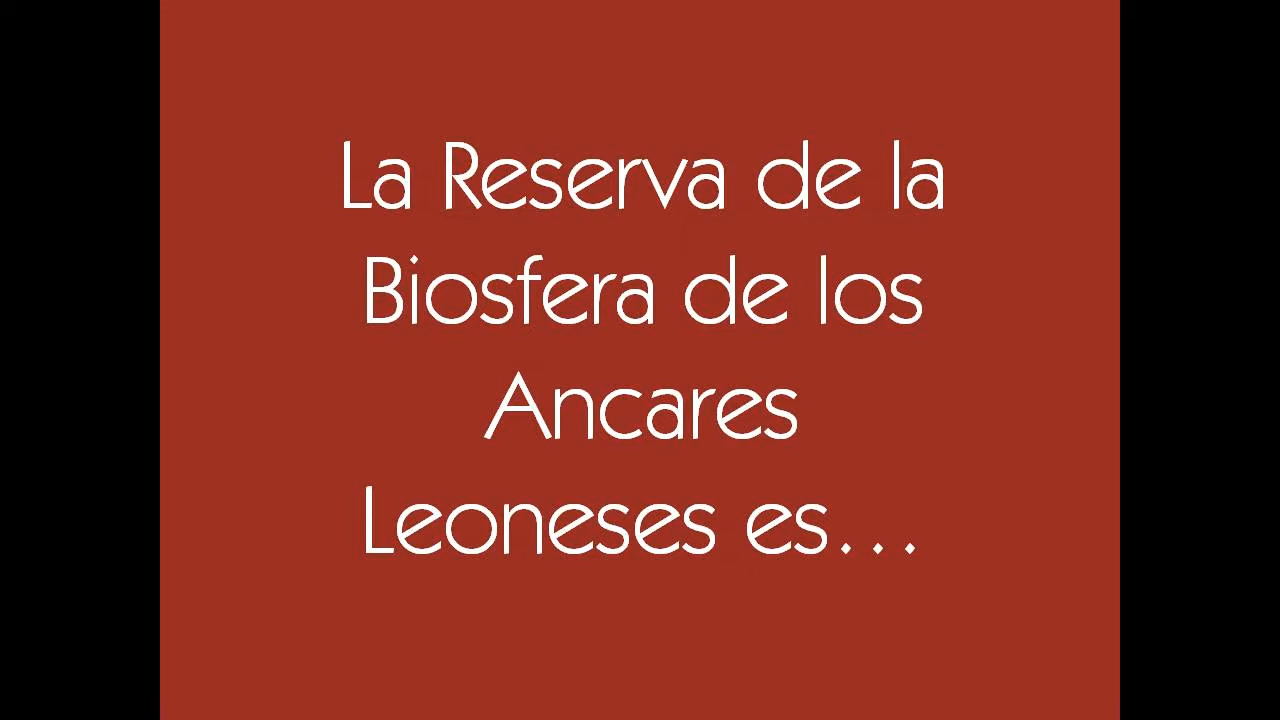 La Reserva de la
Biosfera de los
Ancares
Leoneses es...